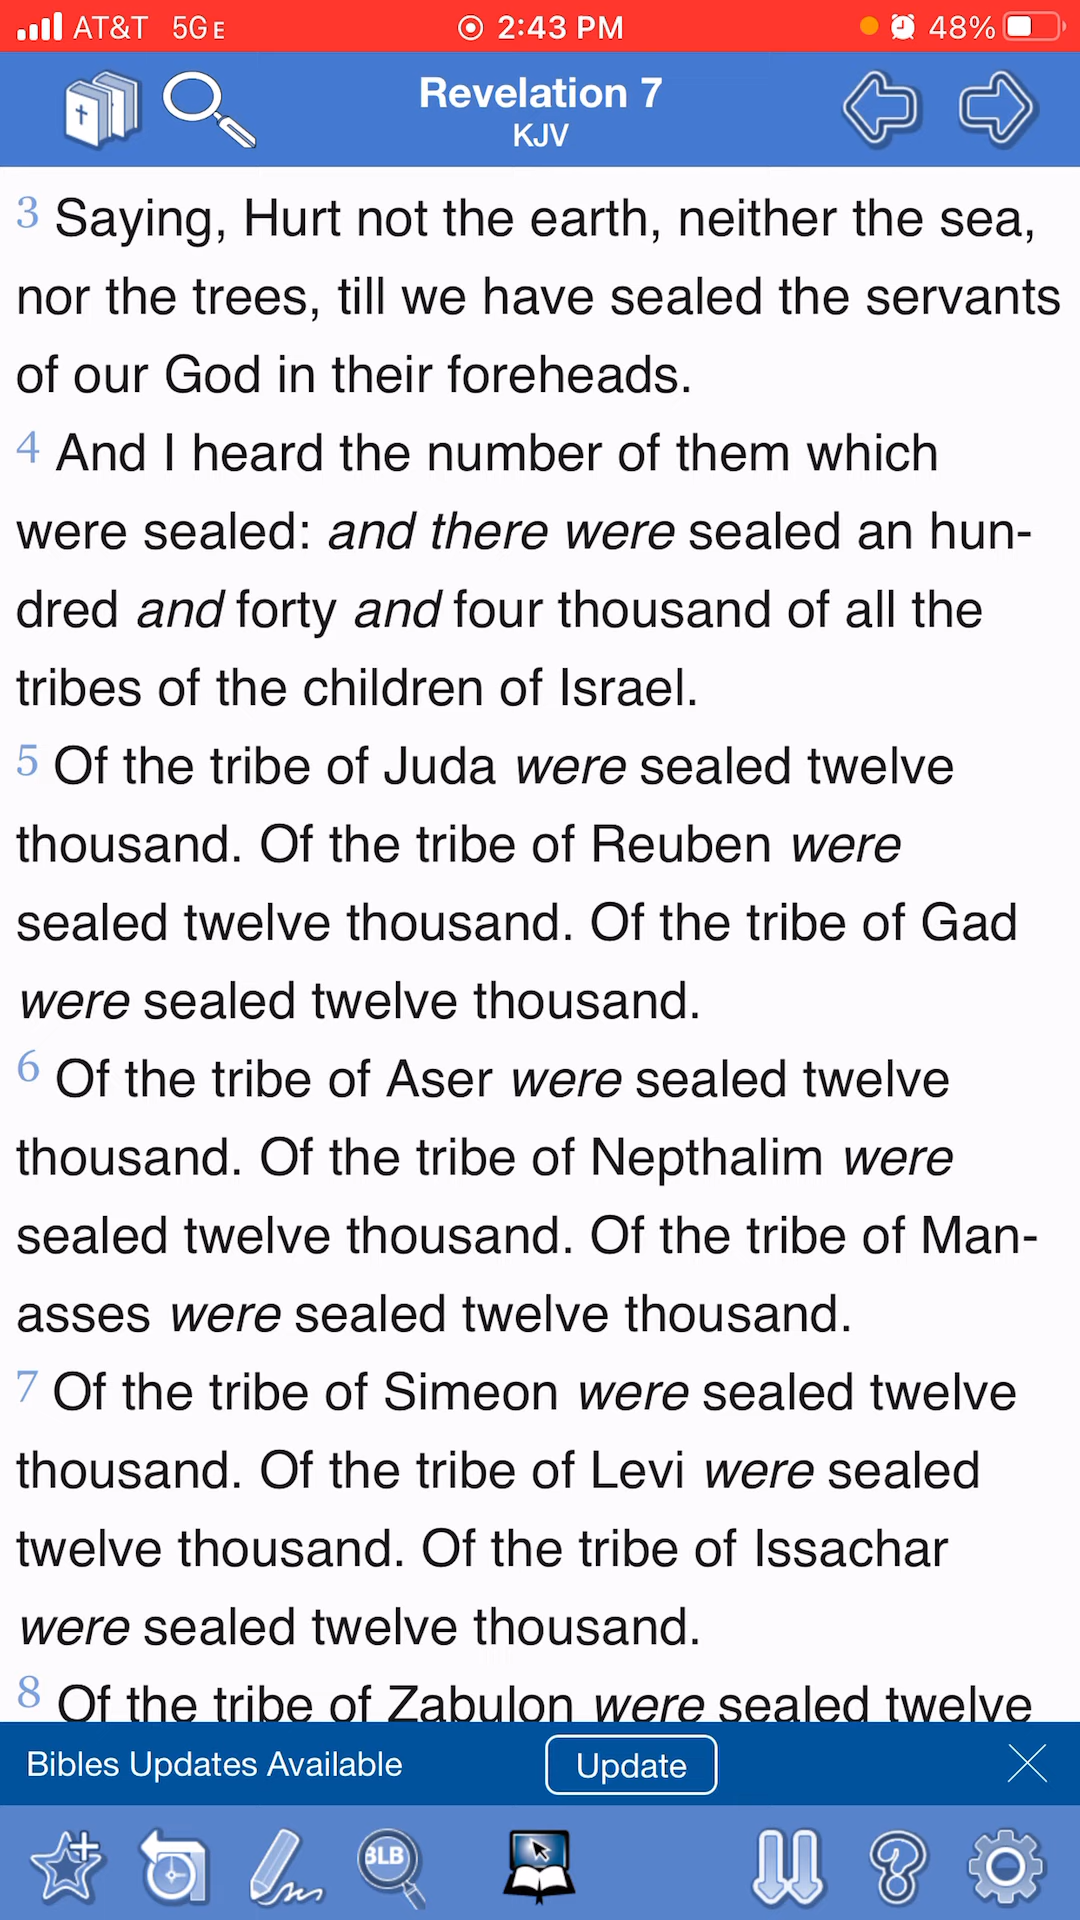 AT&T 5GE 2:43 PM 48%
Revelation 7
KJV
3 Saying, Hurt not the earth, neither the sea,
nor the trees, till we have sealed the servants
of our God in their foreheads.
4 And I heard the number of them which
were sealed: and there were sealed an hun-
dred and forty and four thousand of all the
tribes of the children of Israel.
5 Of the tribe of Juda were sealed twelve
thousand. Of the tribe of Reuben were
sealed twelve thousand. Of the tribe of Gad
were sealed twelve thousand.
6 Of the tribe of Aser were sealed twelve
thousand. Of the tribe of Nepthalim were
sealed twelve thousand. Of the tribe of Man-
asses were sealed twelve thousand.
7 Of the tribe of Simeon were sealed twelve
thousand. Of the tribe of Levi were sealed
twelve thousand. Of the tribe of Issachar
were sealed twelve thousand.
8 Of the tribe of Zabulon were sealed twelve
Bibles Updates Available Update
BLB